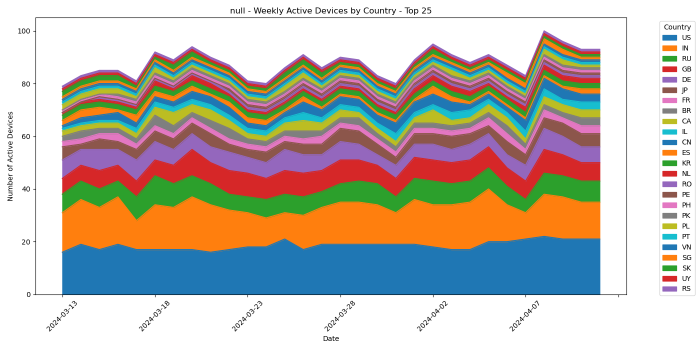 null - Weekly Active Devices by Country - Top 25
Number of Active Devices
100
80
60
40
20
0
2024-03-13
2024-03-18
2024-03-23
2024-03-28
2024-04-02
2024-04-07
Date
Country
US
IN
RU
GB
DE
JP
FR
BR
CA
IL
CN
ES
KR
NL
RO
PE
PH
PK
PL
PT
VN
SG
SK
UY
RS